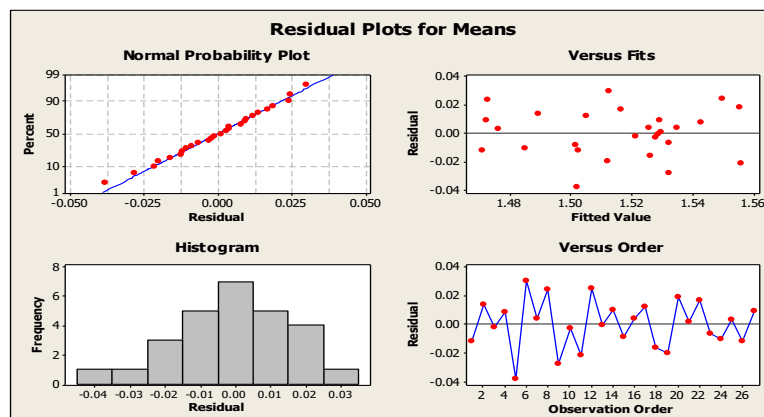 Residual Plots for Means
Normal Probability Plot
99
90
50
10
1
Percent
-0.050 -0.025 0.000 0.025 0.050
Residual
Versus Fits
0.04
0.02
0.00
-0.02
-0.04
Residual
1.48 1.50 1.52 1.54 1.56
Fitted Value
Histogram
8
6
4
2
0
Frequency
-0.04 -0.03 -0.02 -0.01 0.00 0.01 0.02 0.03
Residual
Versus Order
0.04
0.02
0.00
-0.02
-0.04
Residual
2 4 6 8 10 12 14 16 18 20 22 24 26
Observation Order